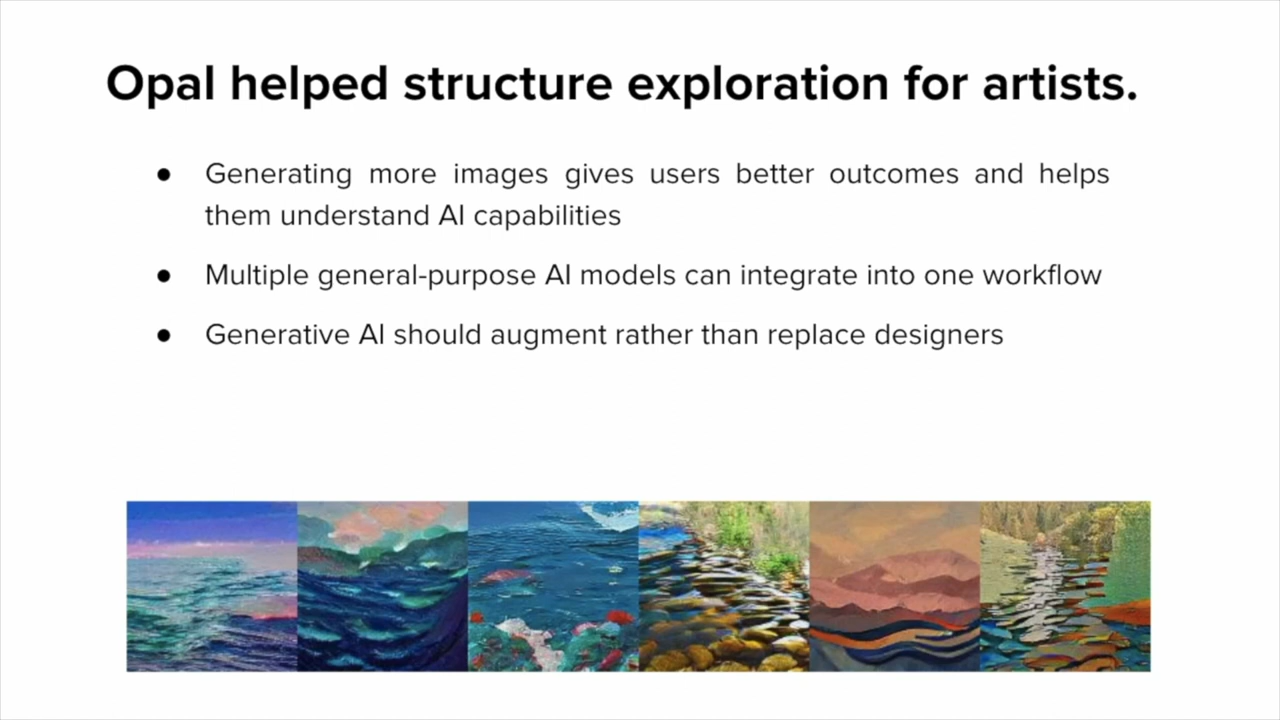 Opal helped structure exploration for artists.
● Generating more images gives users better outcomes and helps
them understand AI capabilities
● Multiple general-purpose AI models can integrate into one workflow
● Generative AI should augment rather than replace designers